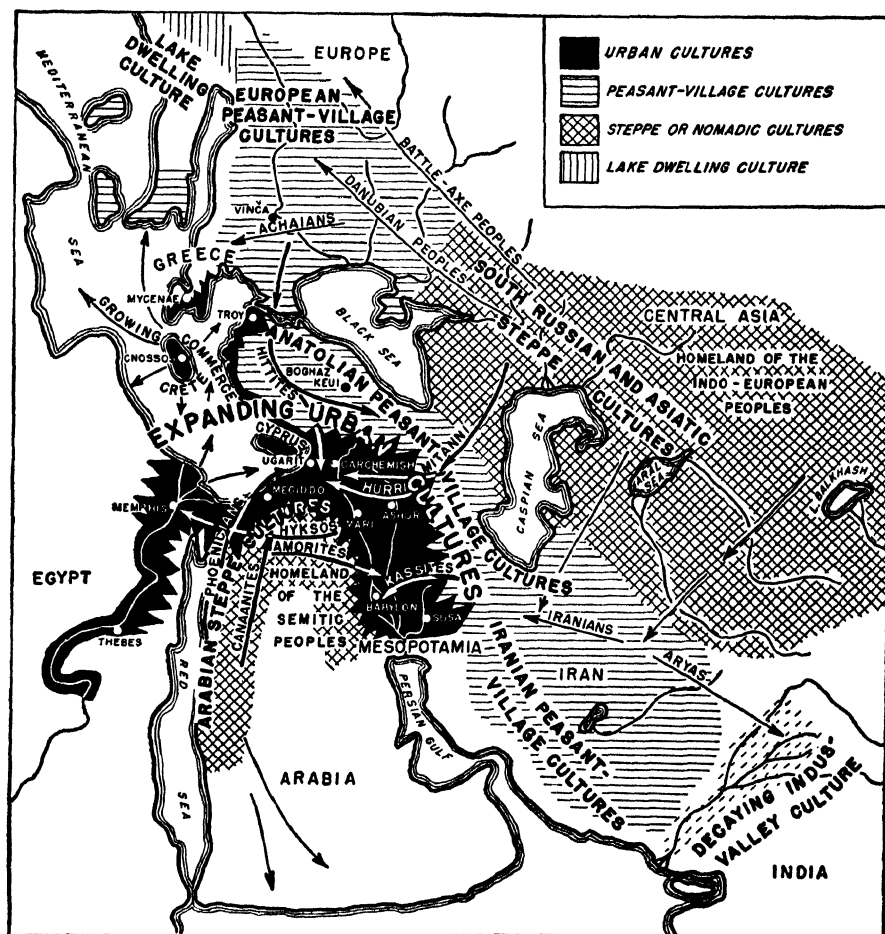 LAKE
DWELLING
CULTURE
EUROPE
URBAN CULTURES
PEASANT-VILLAGE CULTURES
STEPPE OR NOMADIC CULTURES
LAKE DWELLING CULTURE
MEDITERRANEAN
SEA
EUROPEAN
PEASANT-VILLAGE
CULTURES
BATTLE-AXE PEOPLES
DANUBIAN PEOPLES
VINČA
ACHAIANS
GREECE
MYCENAE
TROY
BLACK SEA
SOUTH RUSSIAN AND ASIATIC
STEPPE CULTURES
CENTRAL ASIA
HOMELAND OF THE
INDO-EUROPEAN
PEOPLES
GROWING COMMERCE
CNOSSO
CRETE
ANATOLIAN PEASANT
VILLAGE CULTURES
BOGHAZ
KEUI
HITTITES
MITANNI
EXPANDING URBAN
CULTURES
CYPRUS
UGARIT
CARCHEMISH
HURRI
CASPIAN SEA
ARAL
SEA
L. BALKHASH
MEMPHIS
MEGIDDO
MARI
ASHUR
PHOENICIANS
HYKSOS
AMORITES
KASSITES
EGYPT
CANAANITES
ARABIAN STEPPE CULTURES
HOMELAND
OF THE
SEMITIC
PEOPLES
BABYLON
SUSA
MESOPOTAMIA
THEBES
RED
SEA
IRANIANS
IRAN
ARYAS
IRANIAN PEASANT-
VILLAGE CULTURES
PERSIAN GULF
ARABIA
DECAYING INDUS-
VALLEY CULTURE
INDIA